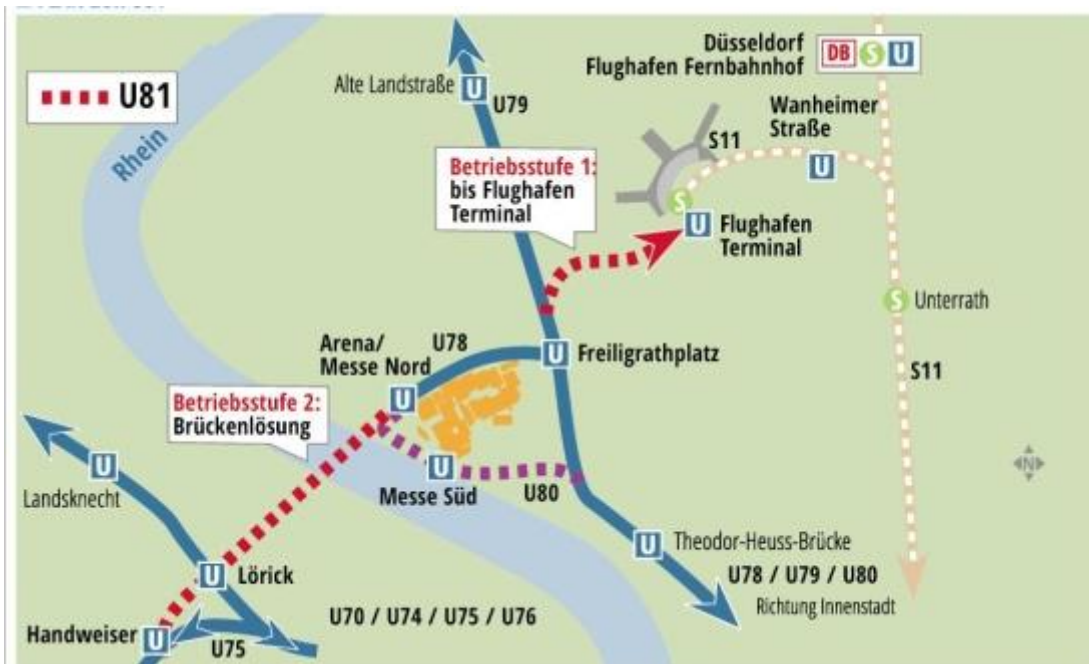 U81
Rhein
Alte Landstraße
U79
Düsseldorf
Flughafen Fernbahnhof
DB S U
Wanheimer
Straße
S11
Betriebsstufe 1:
bis Flughafen
Terminal
Flughafen
Terminal
Unterrath
S11
Arena/
Messe Nord
U78
Freiligrathplatz
Betriebsstufe 2:
Brückenlösung
Messe Süd
U80
Landsknecht
N
Theodor-Heuss-Brücke
U78 / U79 / U80
Richtung Innenstadt
Lörick
U70 / U74 / U75 / U76
Handweiser
U75